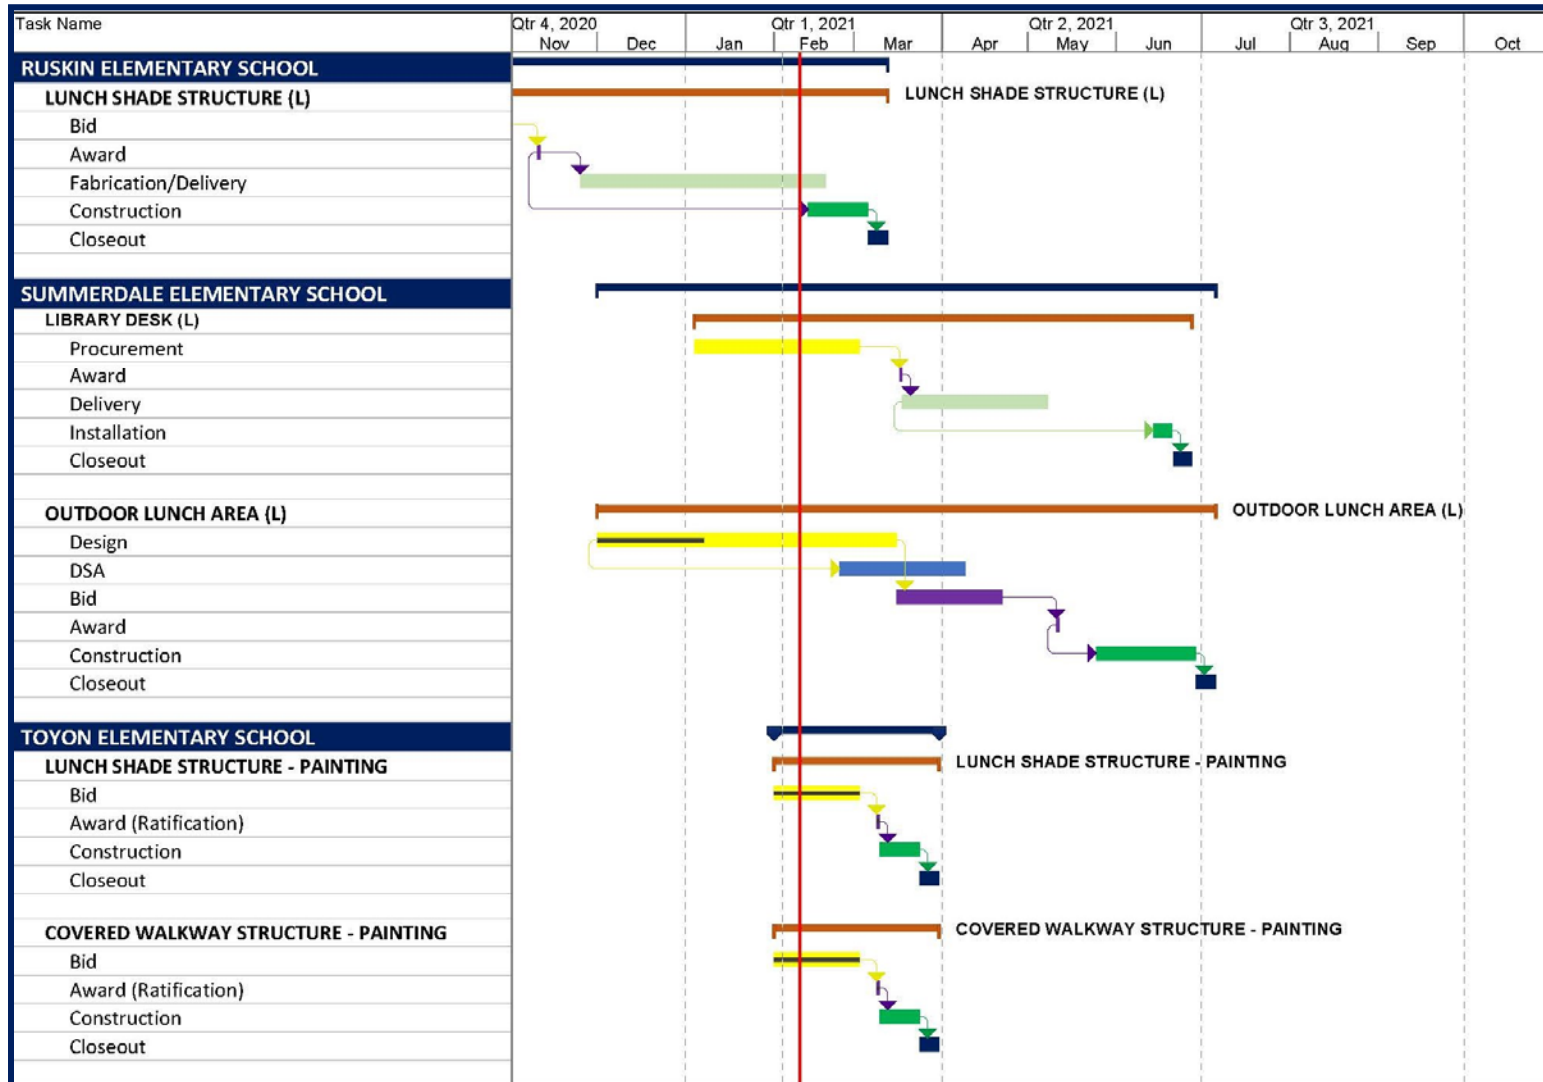 Task Name
Qtr 4, 2020 Qtr 1, 2021 Qtr 2, 2021 Qtr 3, 2021
Nov Dec Jan Feb Mar Apr May Jun Jul Aug Sep Oct
RUSKIN ELEMENTARY SCHOOL
LUNCH SHADE STRUCTURE (L) LUNCH SHADE STRUCTURE (L)
Bid
Award
Fabrication/Delivery
Construction
Closeout
SUMMERDALE ELEMENTARY SCHOOL
LIBRARY DESK (L)
Procurement
Award
Delivery
Installation
Closeout
OUTDOOR LUNCH AREA (L) OUTDOOR LUNCH AREA (L)
Design
DSA
Bid
Award
Construction
Closeout
TOYON ELEMENTARY SCHOOL
LUNCH SHADE STRUCTURE - PAINTING LUNCH SHADE STRUCTURE - PAINTING
Bid
Award (Ratification)
Construction
Closeout
COVERED WALKWAY STRUCTURE - PAINTING COVERED WALKWAY STRUCTURE - PAINTING
Bid
Award (Ratification)
Construction
Closeout